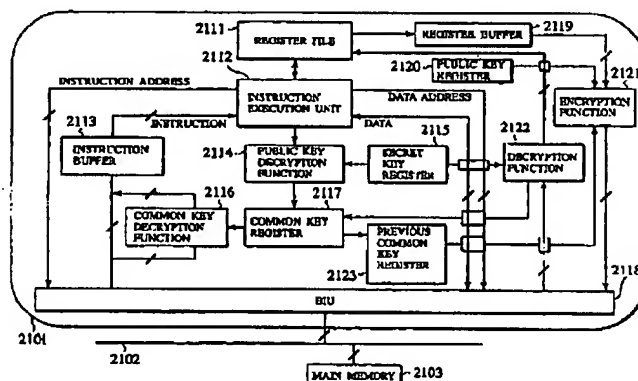 2111
2119
REGISTER FILE
REGISTER BUFFER
2112
2120
PUBLIC KEY
REGISTER
2121
INSTRUCTION ADDRESS
INSTRUCTION
EXECUTION UNIT
DATA ADDRESS
ENCRYPTION
FUNCTION
2113
INSTRUCTION
DATA
2115
2122
INSTRUCTION
BUFFER
2114
PUBLIC KEY
DECRYPTION
FUNCTION
SECRET
KEY
REGISTER
DECRYPTION
FUNCTION
2116
2117
COMMON KEY
DECRYPTION
FUNCTION
COMMON KEY
REGISTER
PREVIOUS
COMMON
KEY
REGISTER
2123
2118
BIU
2101
2102
MAIN MEMORY
2103